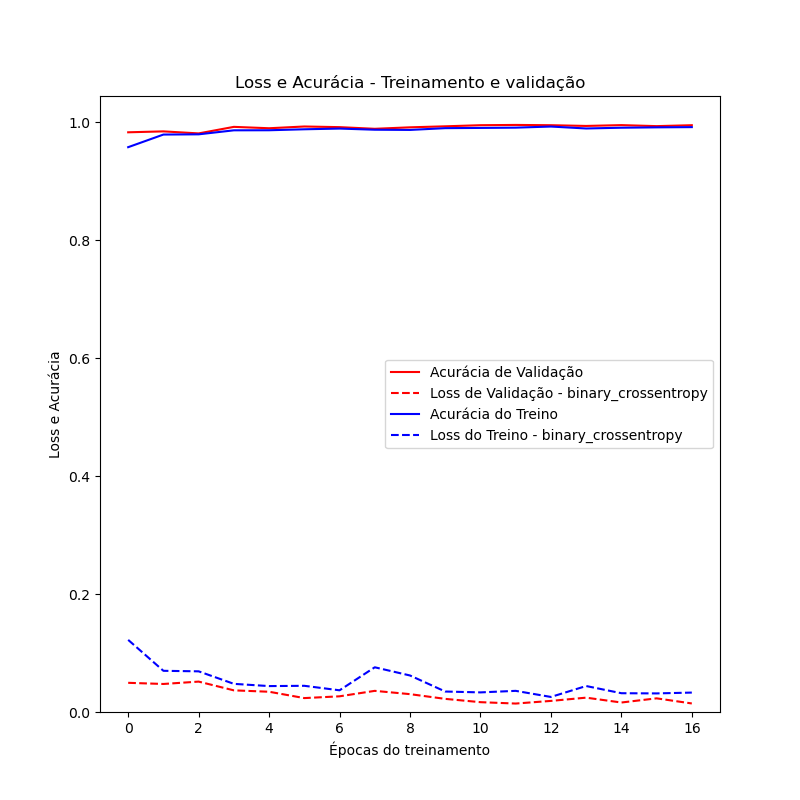 Loss e Acurácia - Treinamento e validação
Loss e Acurácia
1.0
0.8
0.6
0.4
0.2
0.0
Acurácia de Validação
Loss de Validação - binary_crossentropy
Acurácia do Treino
Loss do Treino - binary_crossentropy
0 2 4 6 8 10 12 14 16
Épocas do treinamento